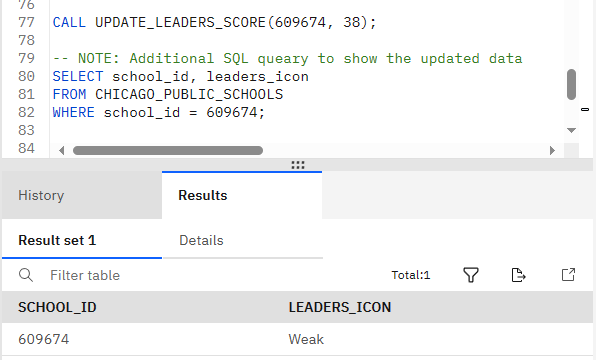 76
77 CALL UPDATE_LEADERS_SCORE(609674, 38);
78
79 -- NOTE: Additional SQL queary to show the updated data
80 SELECT school_id, leaders_icon
81 FROM CHICAGO_PUBLIC_SCHOOLS
82 WHERE school_id = 609674;
83
84
History Results
Result set 1 Details
Filter table Total:1
SCHOOL_ID LEADERS_ICON
609674 Weak